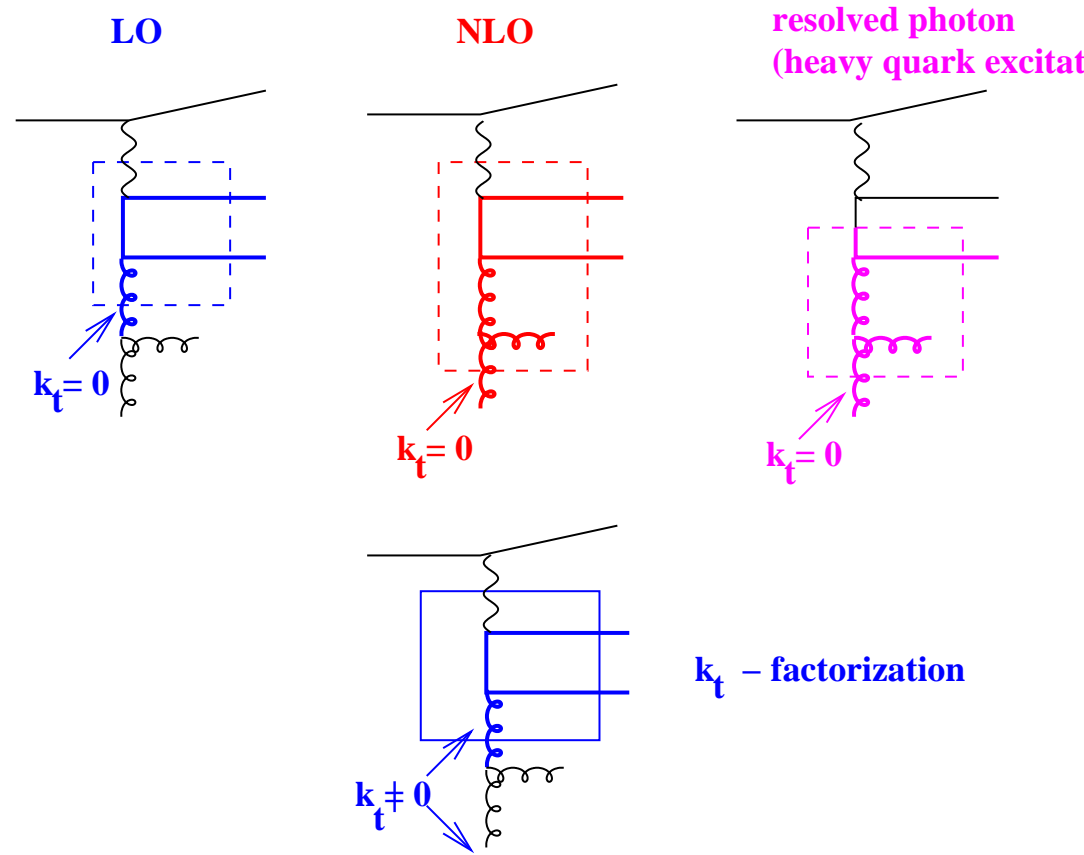 LO
NLO
resolved photon
(heavy quark excitat
k_t = 0
k_t = 0
k_t = 0
k_t ≠ 0
k_t – factorization